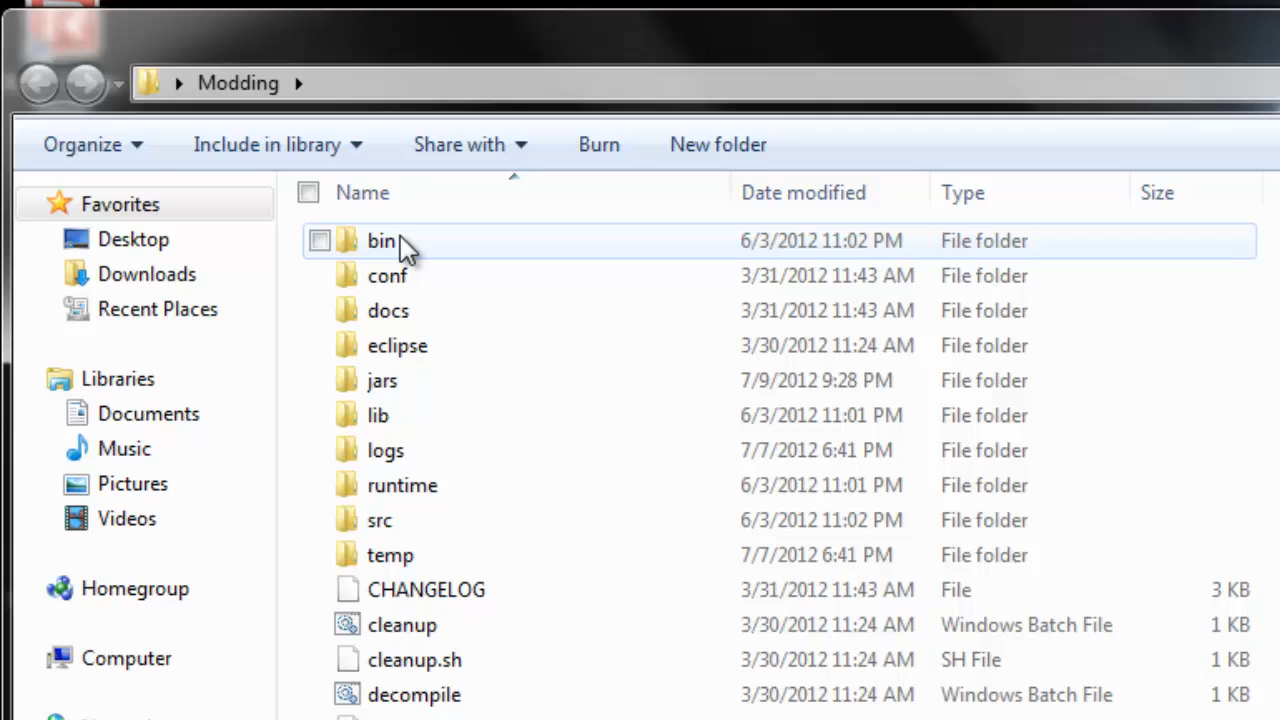 Modding
Organize Include in library Share with Burn New folder
Name Date modified Type Size
Favorites
Desktop
Downloads
Recent Places
Libraries
Documents
Music
Pictures
Videos
Homegroup
Computer
bin 6/3/2012 11:02 PM File folder
conf 3/31/2012 11:43 AM File folder
docs 3/31/2012 11:43 AM File folder
eclipse 3/30/2012 11:24 AM File folder
jars 7/9/2012 9:28 PM File folder
lib 6/3/2012 11:01 PM File folder
logs 7/7/2012 6:41 PM File folder
runtime 6/3/2012 11:01 PM File folder
src 6/3/2012 11:02 PM File folder
temp 7/7/2012 6:41 PM File folder
CHANGELOG 3/31/2012 11:43 AM File 3 KB
cleanup 3/30/2012 11:24 AM Windows Batch File 1 KB
cleanup.sh 3/30/2012 11:24 AM SH File 1 KB
decompile 3/30/2012 11:24 AM Windows Batch File 1 KB